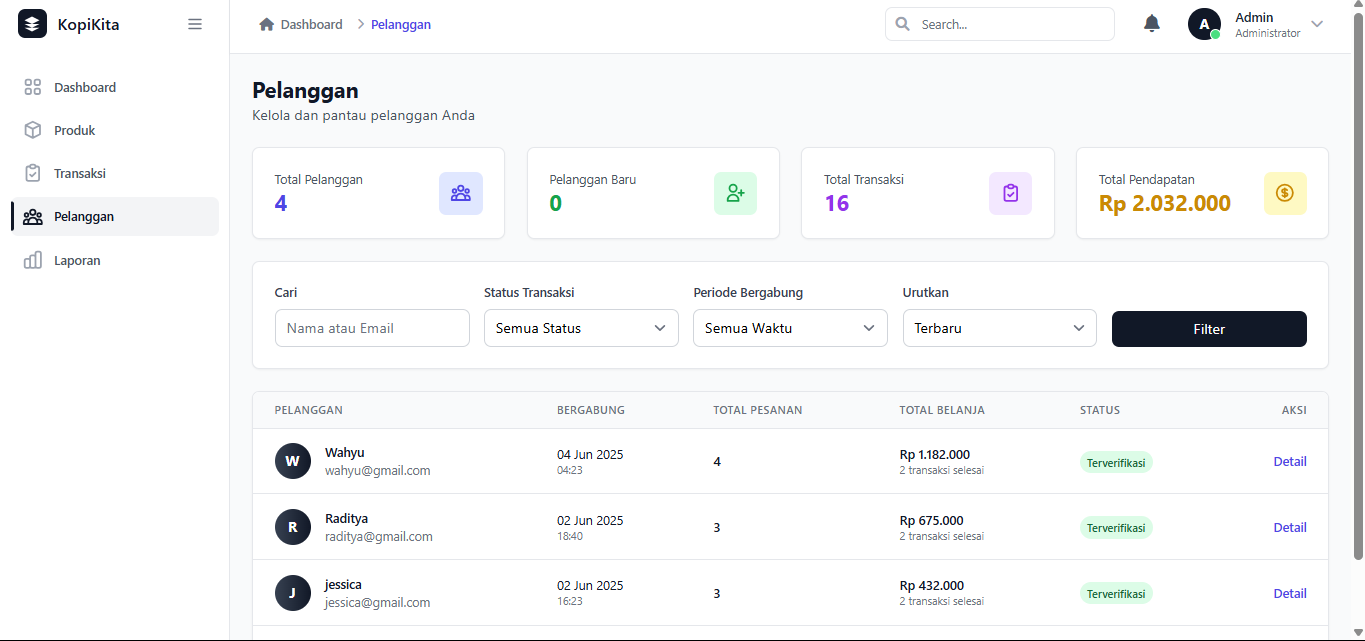 KopiKita
Dashboard
Pelanggan
Search...
A
Admin
Administrator
Dashboard
Produk
Transaksi
Pelanggan
Laporan
Pelanggan
Kelola dan pantau pelanggan Anda
Total Pelanggan
4
Pelanggan Baru
0
Total Transaksi
16
Total Pendapatan
Rp 2.032.000
Cari
Nama atau Email
Status Transaksi
Semua Status
Periode Bergabung
Semua Waktu
Urutkan
Terbaru
Filter
PELANGGAN BERGABUNG TOTAL PESANAN TOTAL BELANJA STATUS AKSI
W
Wahyu
wahyu@gmail.com
04 Jun 2025
04:23
4
Rp 1.182.000
2 transaksi selesai
Terverifikasi
Detail
R
Raditya
raditya@gmail.com
02 Jun 2025
18:40
3
Rp 675.000
2 transaksi selesai
Terverifikasi
Detail
J
jessica
jessica@gmail.com
02 Jun 2025
16:23
3
Rp 432.000
2 transaksi selesai
Terverifikasi
Detail